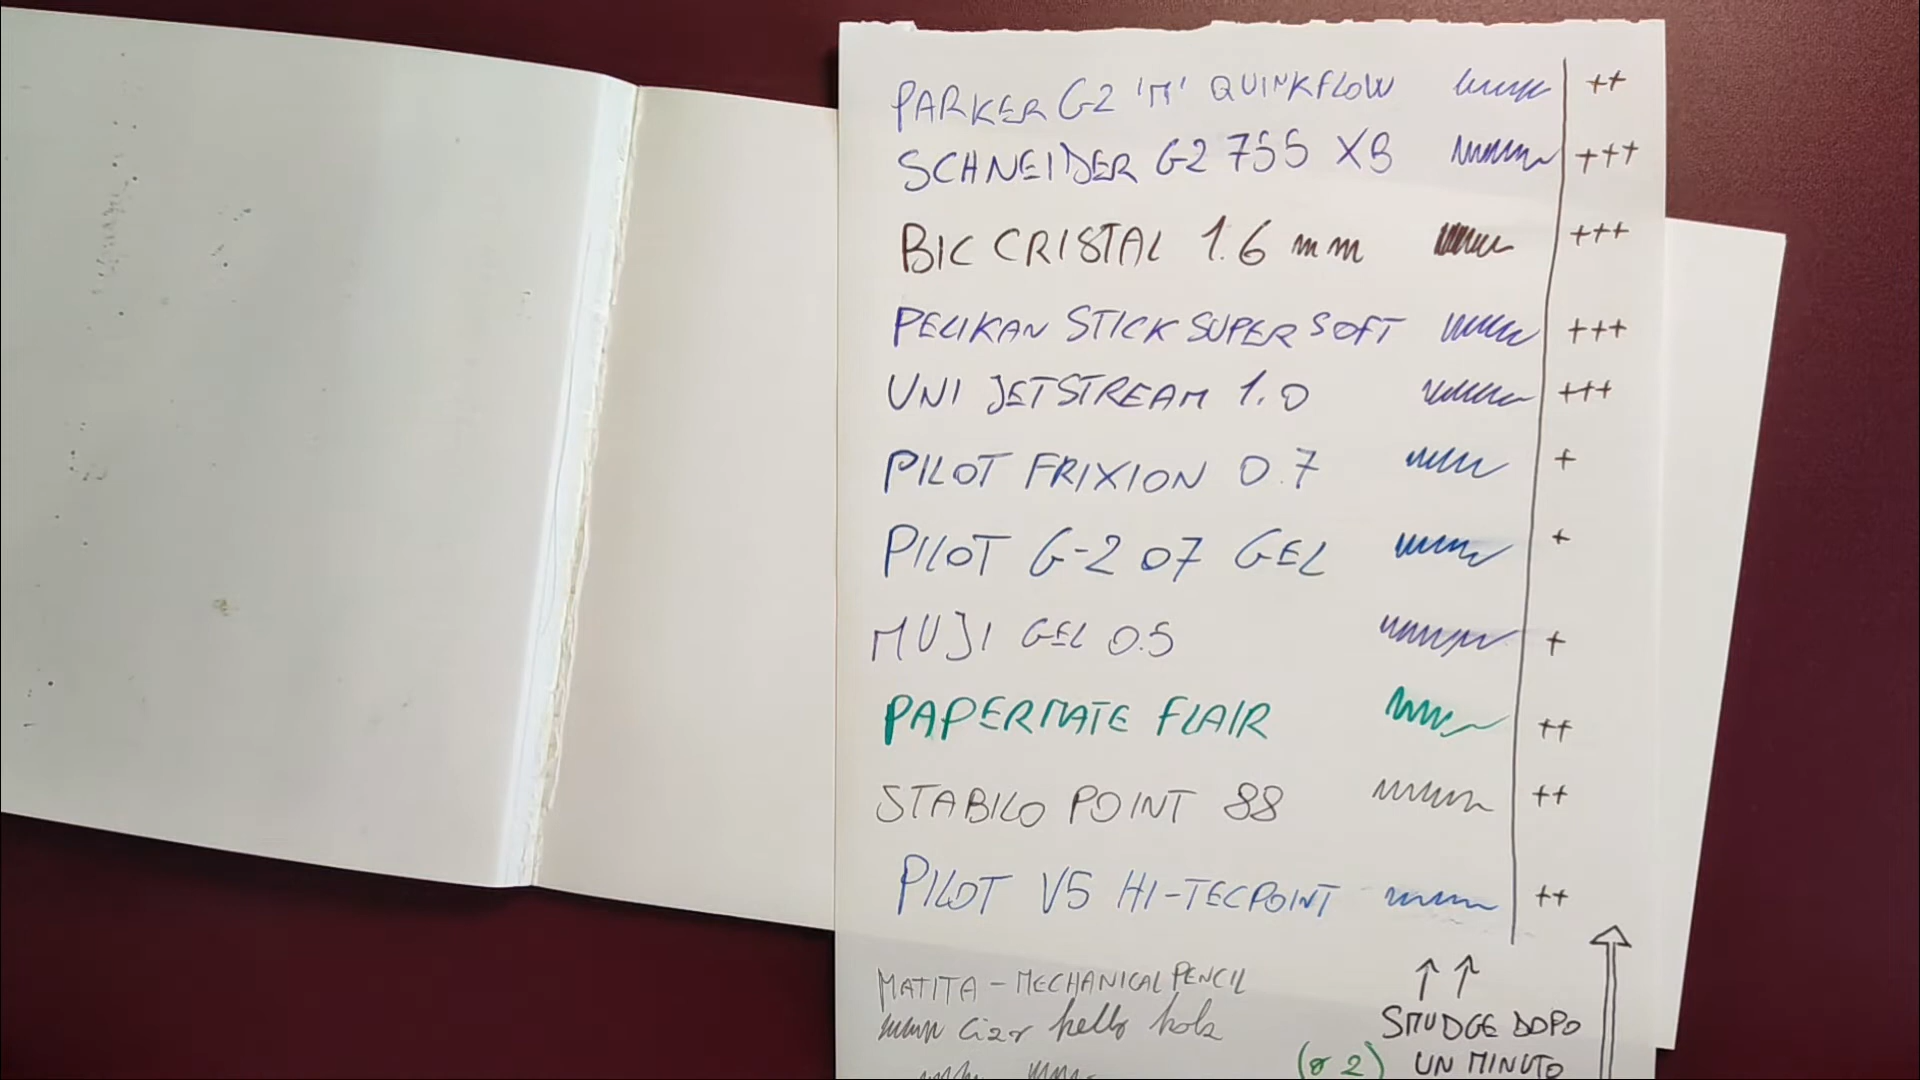 PARKER G2 'M' QUINKFLOW ++
SCHNEIDER G2 755 XB +++
BIC CRISTAL 1.6 mm +++
PELIKAN STICK SUPER SOFT +++
UNI JETSTREAM 1.0 +++
PILOT FRIXION 0.7 +
PILOT G-2 07 GEL +
MUJI GEL 0.5 +
PAPERMATE FLAIR ++
STABILO POINT 88 ++
PILOT V5 HI-TECPOINT ++
MATITA - MECHANICAL PENCIL
hello hola
SMUDGE DOPO
(o 2) UN MINUTO